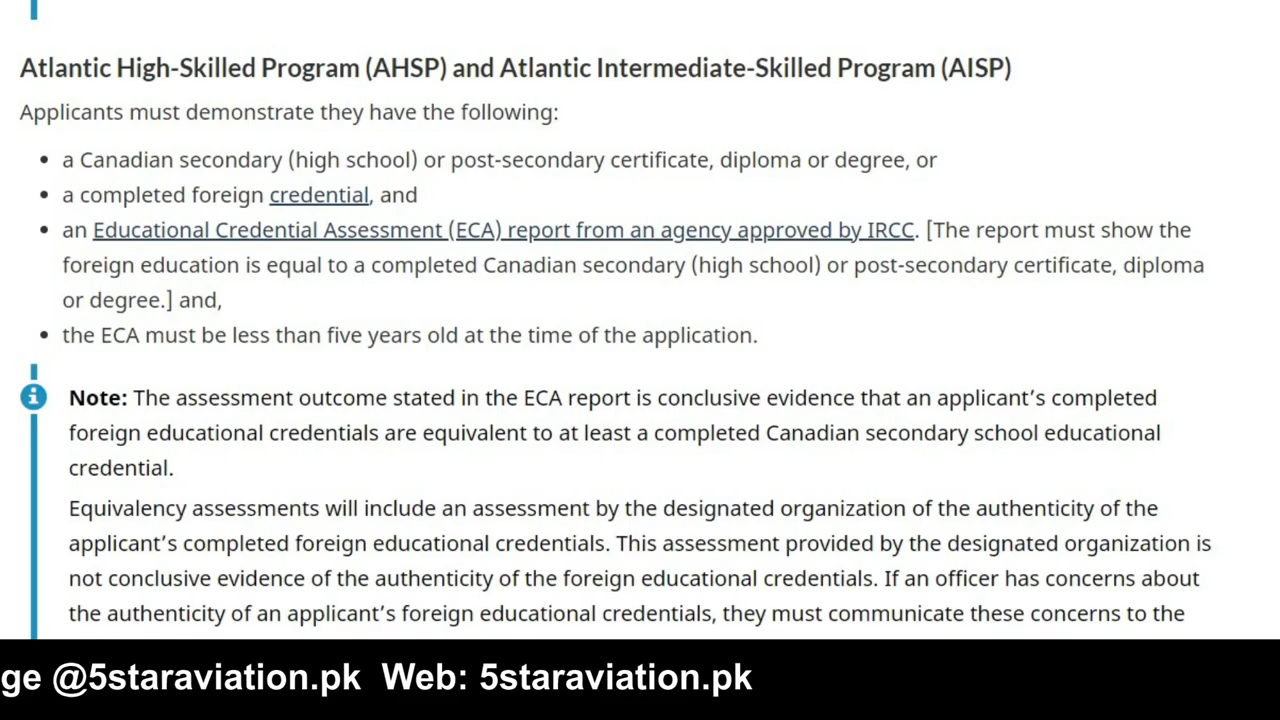 Atlantic High-Skilled Program (AHSP) and Atlantic Intermediate-Skilled Program (AISP)
Applicants must demonstrate they have the following:
• a Canadian secondary (high school) or post-secondary certificate, diploma or degree, or
• a completed foreign credential, and
• an Educational Credential Assessment (ECA) report from an agency approved by IRCC. [The report must show the
foreign education is equal to a completed Canadian secondary (high school) or post-secondary certificate, diploma
or degree.] and,
• the ECA must be less than five years old at the time of the application.
Note: The assessment outcome stated in the ECA report is conclusive evidence that an applicant’s completed
foreign educational credentials are equivalent to at least a completed Canadian secondary school educational
credential.
Equivalency assessments will include an assessment by the designated organization of the authenticity of the
applicant’s completed foreign educational credentials. This assessment provided by the designated organization is
not conclusive evidence of the authenticity of the foreign educational credentials. If an officer has concerns about
the authenticity of an applicant’s foreign educational credentials, they must communicate these concerns to the
ge @5staraviation.pk Web: 5staraviation.pk